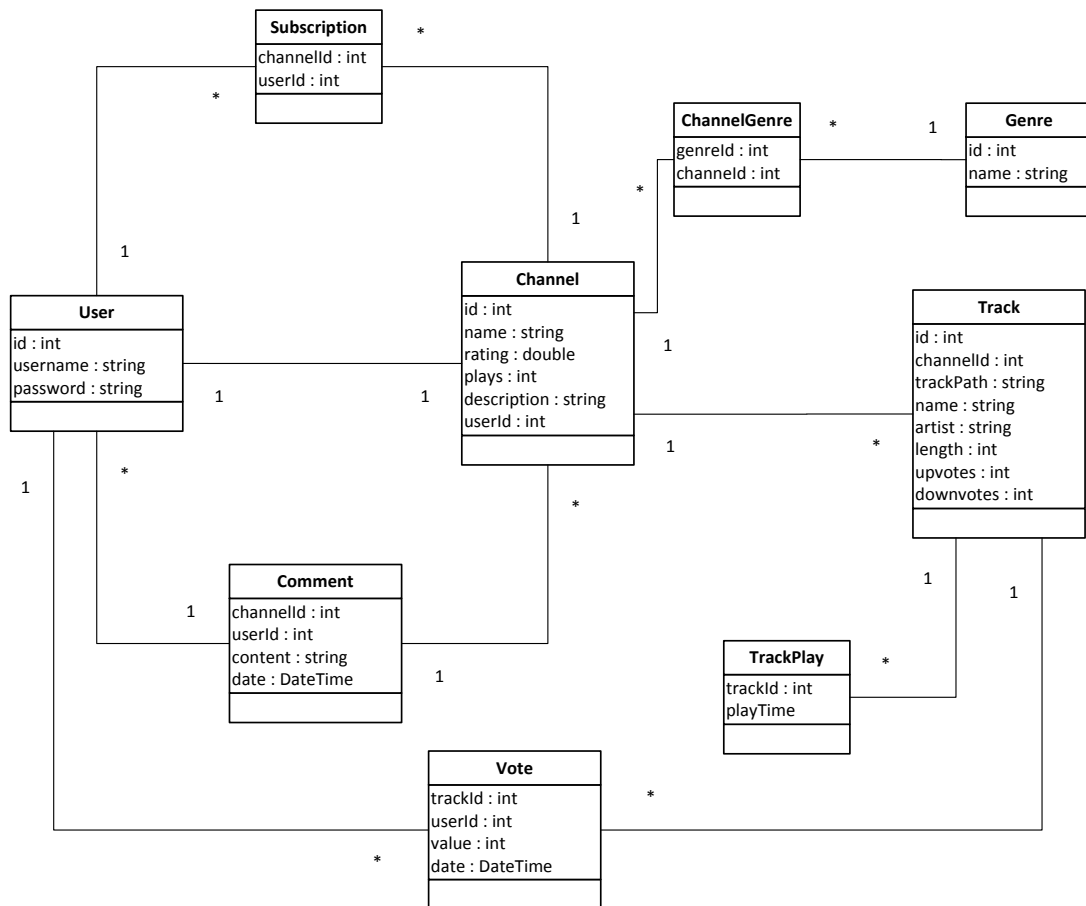 Subscription
channelId : int
userId : int
*
*
1
1
ChannelGenre
genreId : int
channeId : int
*
1
*
1
Genre
id : int
name : string
User
id : int
username : string
password : string
1
1
*
1
Channel
id : int
name : string
rating : double
plays : int
description : string
userId : int
1
*
*
Track
id : int
channelId : int
trackPath : string
name : string
artist : string
length : int
upvotes : int
downvotes : int
1
1
Comment
channelId : int
userId : int
content : string
date : DateTime
1
1
TrackPlay
trackId : int
playTime
*
Vote
trackId : int
userId : int
value : int
date : DateTime
*
*